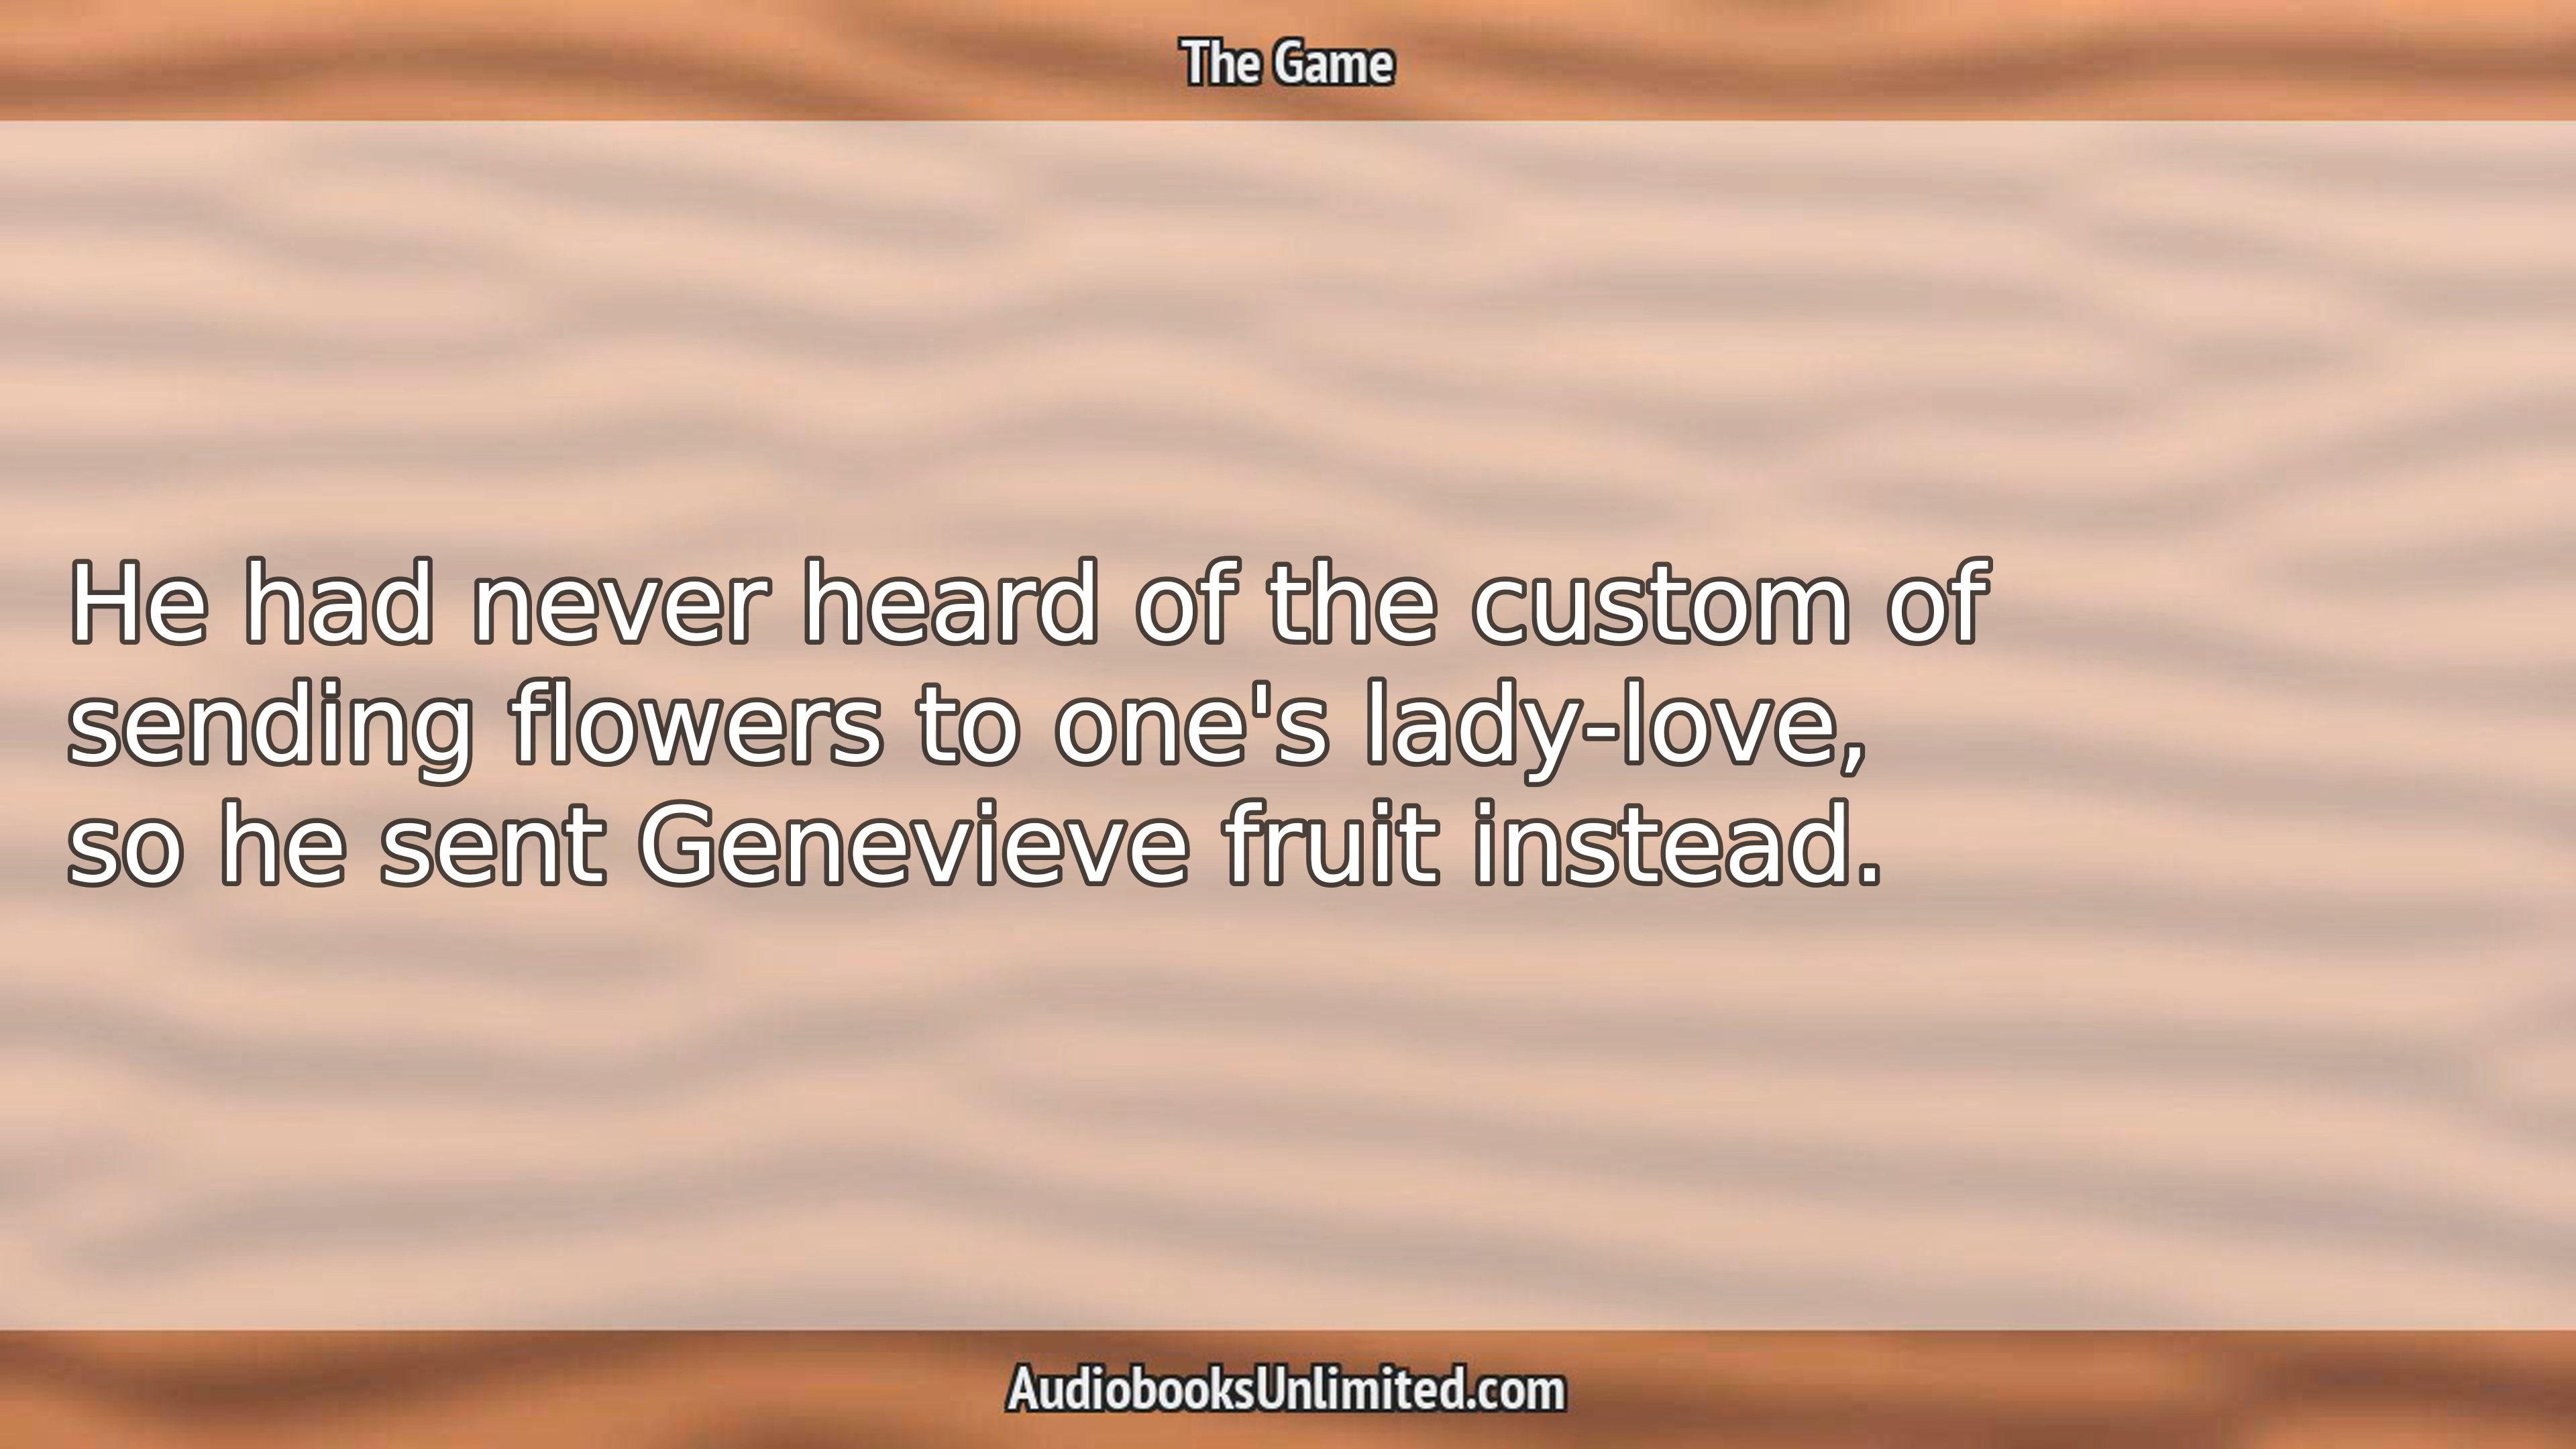 The Game
He had never heard of the custom of
sending flowers to one's lady-love,
so he sent Genevieve fruit instead.
AudiobooksUnlimited.com